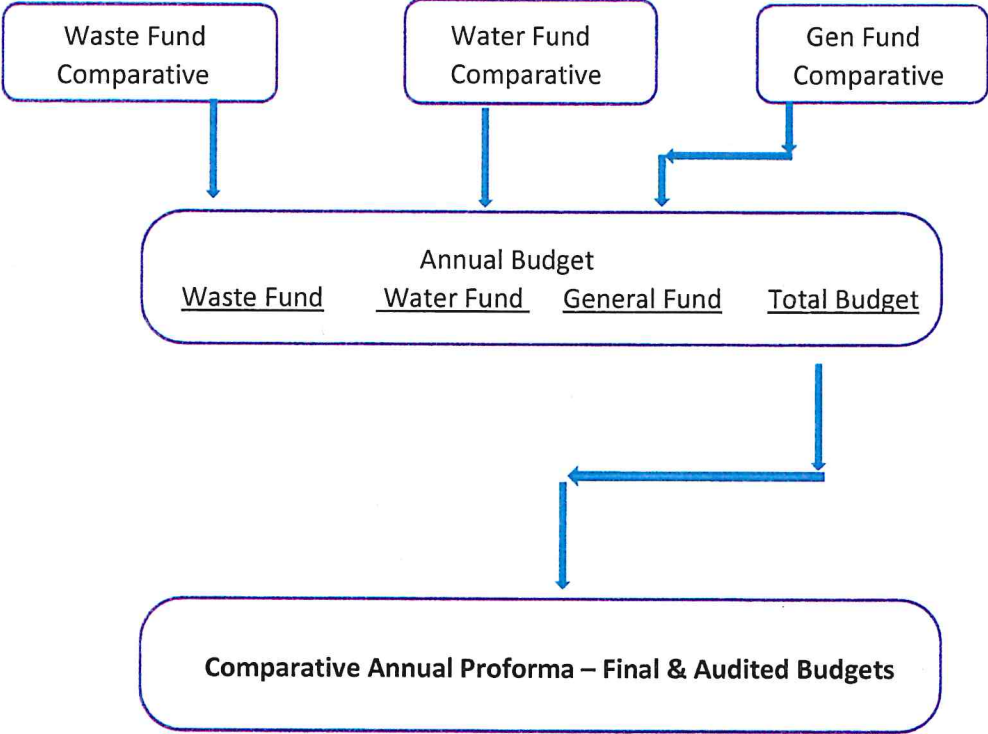 Waste Fund
Comparative
Water Fund
Comparative
Gen Fund
Comparative
Annual Budget
Waste Fund Water Fund General Fund Total Budget
Comparative Annual Proforma – Final & Audited Budgets